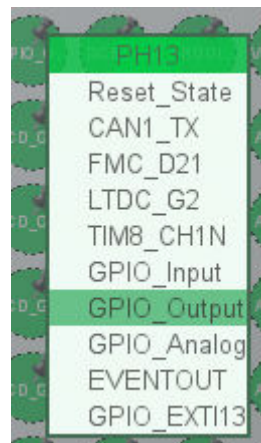 PH13
Reset_State
CAN1_TX
FMC_D21
LTDC_G2
TIM8_CH1N
GPIO_Input
GPIO_Output
GPIO_Analog
EVENTOUT
GPIO_EXTI13